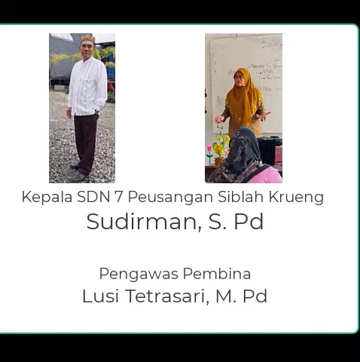 Kepala SDN 7 Peusangan Siblah Krueng
Sudirman, S. Pd
Pengawas Pembina
Lusi Tetrasari, M. Pd